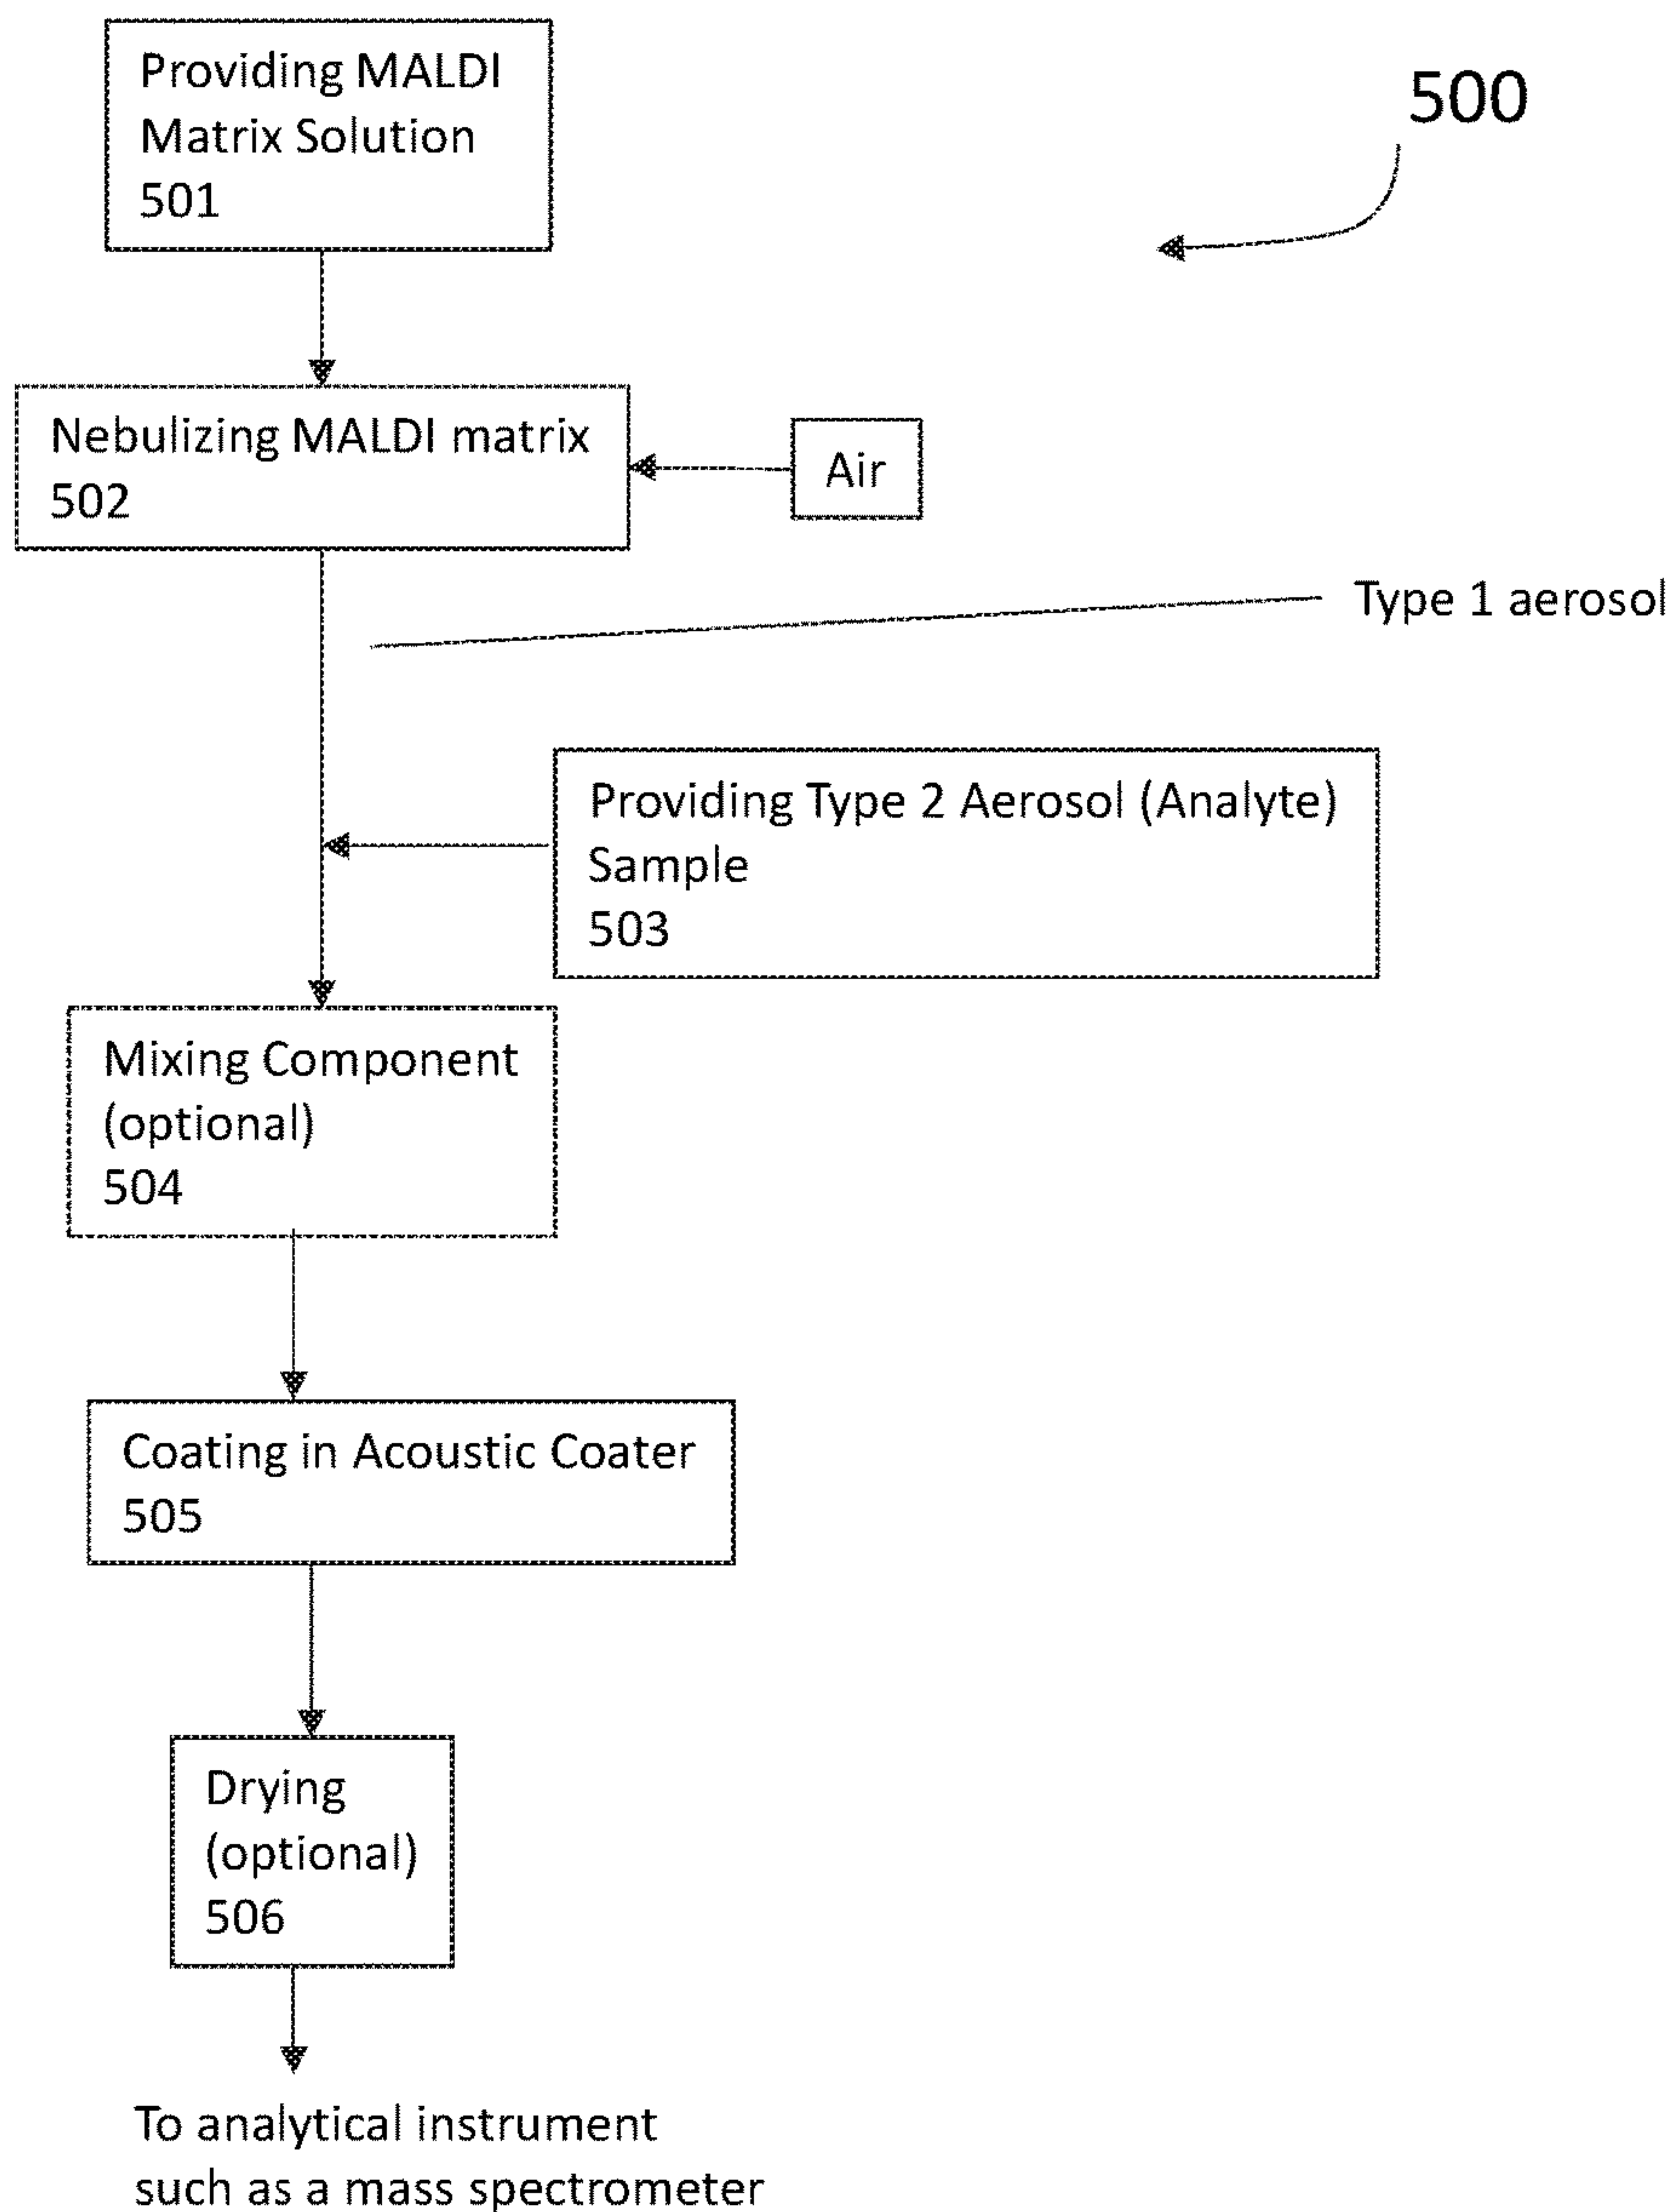 Providing MALDI
Matrix Solution
501
500
Nebulizing MALDI matrix
502
Air
Type 1 aerosol
Providing Type 2 Aerosol (Analyte)
Sample
503
Mixing Component
(optional)
504
Coating in Acoustic Coater
505
Drying
(optional)
506
To analytical instrument
such as a mass spectrometer